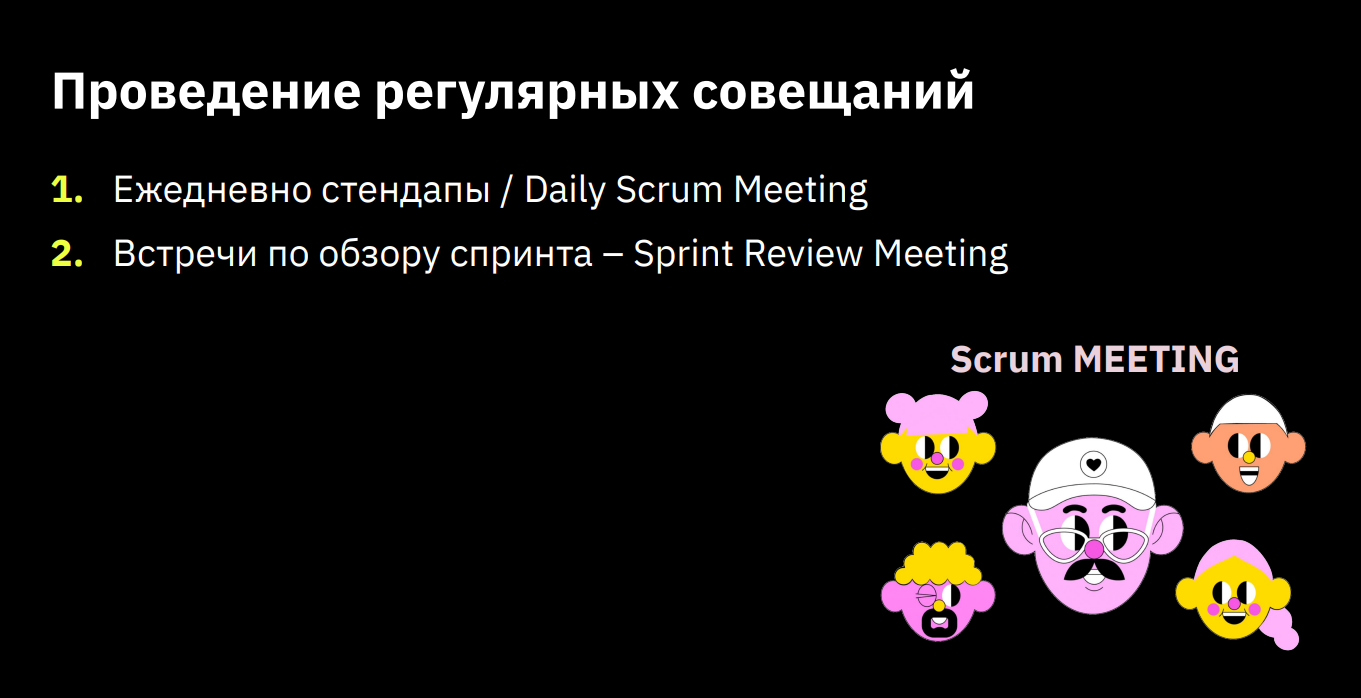 Проведение регулярных совещаний
1. Ежедневно стендапы / Daily Scrum Meeting
2. Встречи по обзору спринта – Sprint Review Meeting
Scrum MEETING